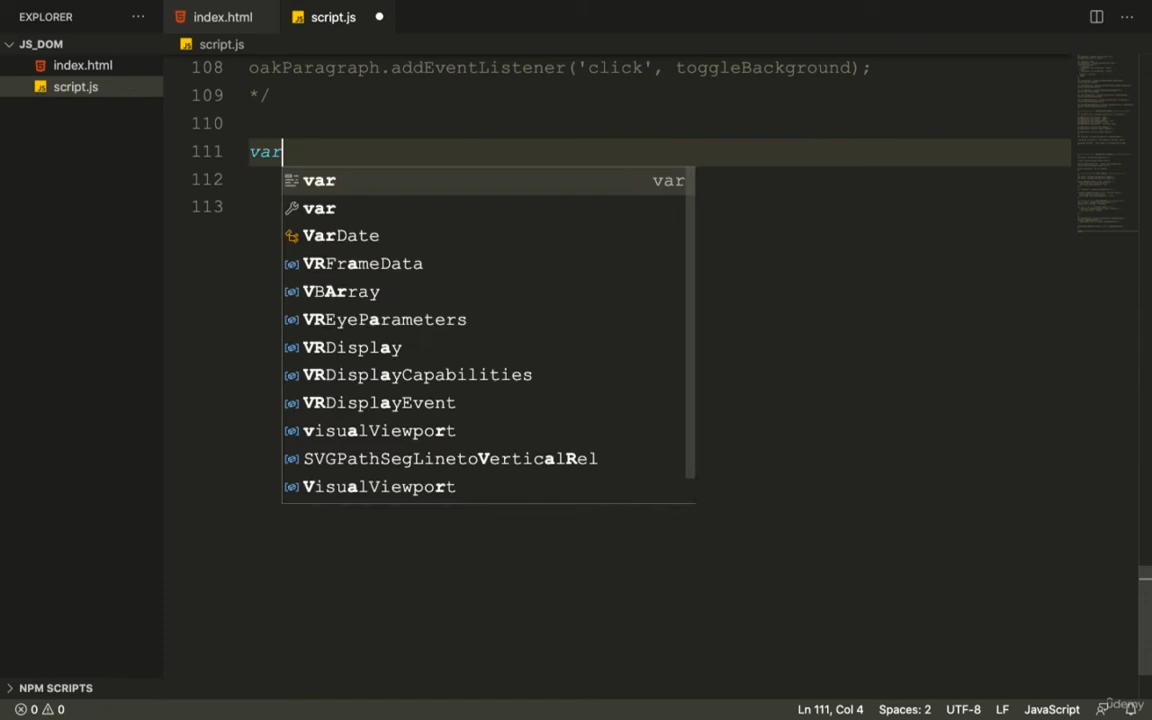 EXPLORER
index.html
script.js
JS_DOM
script.js
index.html
script.js
108 oakParagraph.addEventListener('click', toggleBackground);
109 */
110
111 var
112
113
var var
var
VarDate
VRFrameData
VBArray
VREyeParameters
VRDisplay
VRDisplayCapabilities
VRDisplayEvent
visualViewport
SVGPathSegLinetoVerticalRel
VisualViewport
NPM SCRIPTS
0 0
Ln 111, Col 4 Spaces: 2 UTF-8 LF JavaScript
Udemy